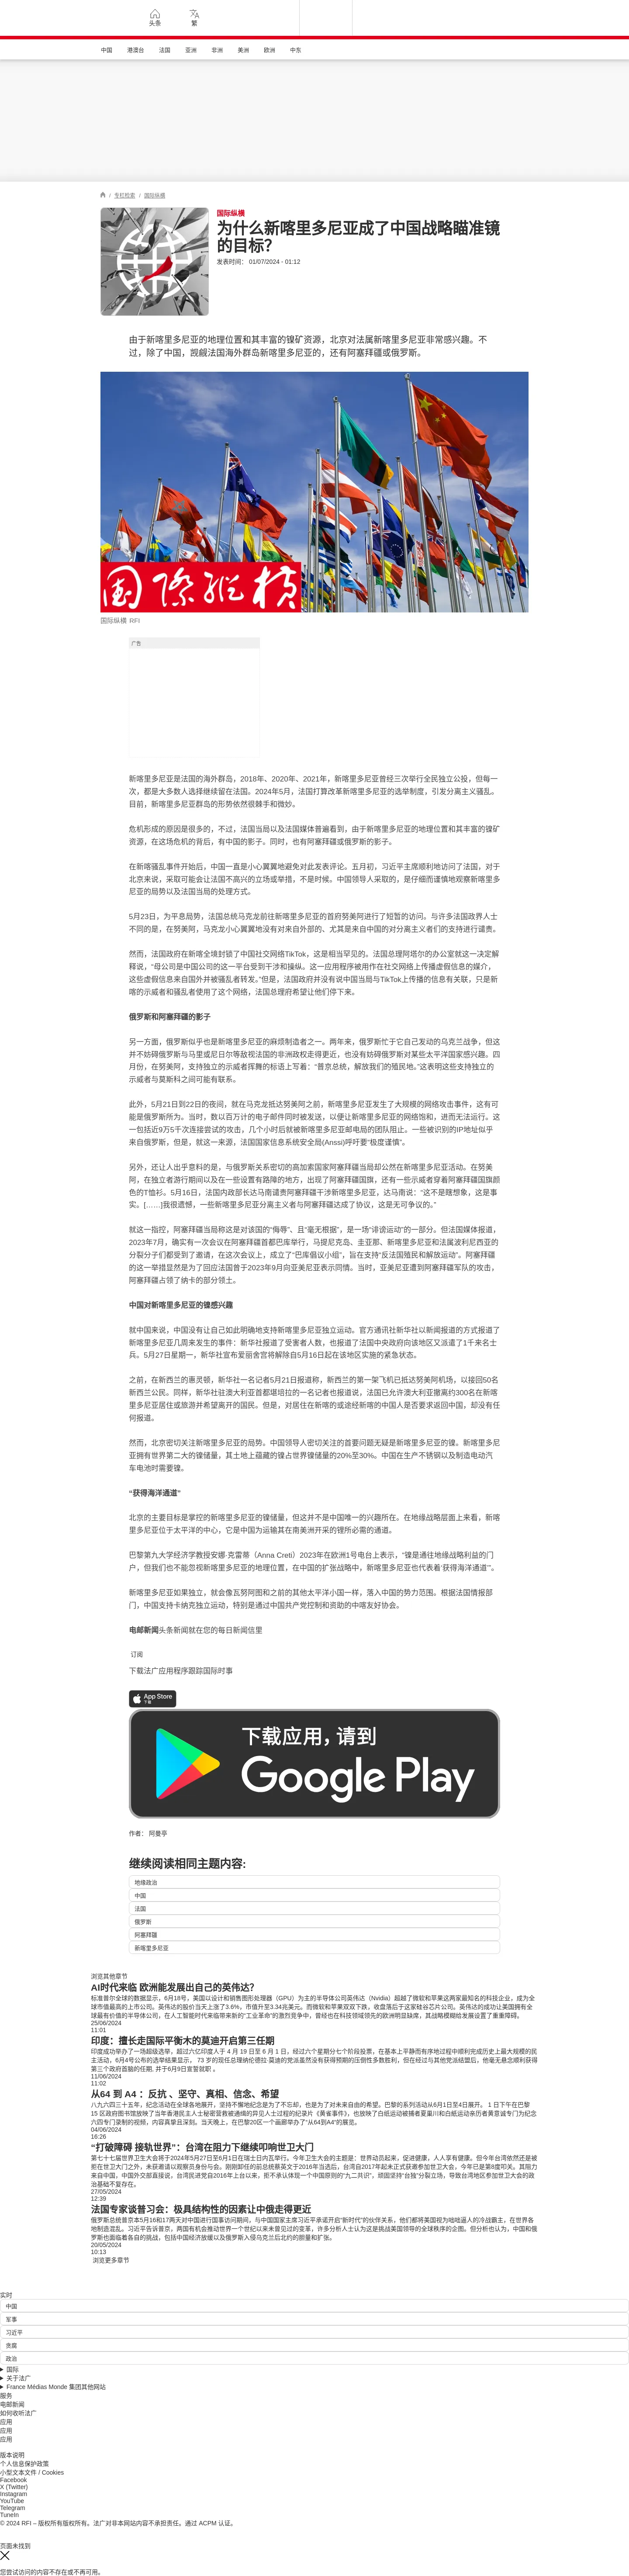 头条
繁
中国 港澳台 法国 亚洲 非洲 美洲 欧洲 中东
/ 专栏检索 / 国际纵横
国际纵横
为什么新喀里多尼亚成了中国战略瞄准镜
的目标？
发表时间： 01/07/2024 - 01:12
由于新喀里多尼亚的地理位置和其丰富的镍矿资源，北京对法属新喀里多尼亚非常感兴趣。不
过，除了中国，觊觎法国海外群岛新喀里多尼亚的，还有阿塞拜疆或俄罗斯。
国际纵横
国际纵横 RFI
广告
新喀里多尼亚是法国的海外群岛，2018年、2020年、2021年，新喀里多尼亚曾经三次举行全民独立公投，但每一
次，都是大多数人选择继续留在法国。2024年5月，法国打算改革新喀里多尼亚的选举制度，引发分离主义骚乱。
目前，新喀里多尼亚群岛的形势依然很棘手和微妙。
危机形成的原因是很多的，不过，法国当局以及法国媒体普遍看到，由于新喀里多尼亚的地理位置和其丰富的镍矿
资源，在这场危机的背后，有中国的影子。同时，也有阿塞拜疆或俄罗斯的影子。
在新喀骚乱事件开始后，中国一直是小心翼翼地避免对此发表评论。五月初，习近平主席顺利地访问了法国，对于
北京来说，采取可能会让法国不高兴的立场或举措，不是时候。中国领导人采取的，是仔细而谨慎地观察新喀里多
尼亚的局势以及法国当局的处理方式。
5月23日，为平息局势，法国总统马克龙前往新喀里多尼亚的首府努美阿进行了短暂的访问。与许多法国政界人士
不同的是，在努美阿，马克龙小心翼翼地没有对来自外部的、尤其是来自中国的对分离主义者们的支持进行谴责。
然而，法国政府在新喀全境封锁了中国社交网络TikTok，这是相当罕见的。法国总理阿塔尔的办公室就这一决定解
释说，“母公司是中国公司的这一平台受到干涉和操纵。这一应用程序被用作在社交网络上传播虚假信息的媒介，
这些虚假信息来自国外并被骚乱者转发。”但是，法国政府并没有说中国当局与TikTok上传播的信息有关联，只是新
喀的示威者和骚乱者使用了这个网络，法国总理府希望让他们停下来。
俄罗斯和阿塞拜疆的影子
另一方面，俄罗斯似乎也是新喀里多尼亚的麻烦制造者之一。两年来，俄罗斯忙于它自己发动的乌克兰战争，但这
并不妨碍俄罗斯与马里或尼日尔等敌视法国的非洲政权走得更近，也没有妨碍俄罗斯对某些太平洋国家感兴趣。四
月份，在努美阿，支持独立的示威者挥舞的标语上写着：“普京总统，解放我们的殖民地。”这表明这些支持独立的
示威者与莫斯科之间可能有联系。
此外，5月21日到22日的夜间，就在马克龙抵达努美阿之前，新喀里多尼亚发生了大规模的网络攻击事件，这有可
能是俄罗斯所为。当时，数以百万计的电子邮件同时被发送，以便让新喀里多尼亚的网络饱和，进而无法运行。这
一包括近9万5千次连接尝试的攻击，几个小时后就被新喀里多尼亚邮电局的团队阻止。一些被识别的IP地址似乎
来自俄罗斯，但是，就这一来源，法国国家信息系统安全局(Anssi)呼吁要“极度谨慎”。
另外，还让人出乎意料的是，与俄罗斯关系密切的高加索国家阿塞拜疆当局却公然在新喀里多尼亚活动。在努美
阿，在独立者游行期间以及在一些设置有路障的地方，出现了阿塞拜疆国旗，还有一些示威者穿着阿塞拜疆国旗颜
色的T恤衫。5月16日，法国内政部长达马南谴责阿塞拜疆干涉新喀里多尼亚，达马南说：“这不是瞎想象，这是事
实。[……]我很遗憾，一些新喀里多尼亚分离主义者与阿塞拜疆达成了协议，这是无可争议的。”
就这一指控，阿塞拜疆当局称这是对该国的“侮辱”、且“毫无根据”，是一场“诽谤运动”的一部分。但法国媒体报道，
2023年7月，确实有一次会议在阿塞拜疆首都巴库举行，马提尼克岛、圭亚那、新喀里多尼亚和法属波利尼西亚的
分裂分子们都受到了邀请，在这次会议上，成立了“巴库倡议小组”，旨在支持“反法国殖民和解放运动”。阿塞拜疆
的这一举措显然是为了回应法国曾于2023年9月向亚美尼亚表示同情。当时，亚美尼亚遭到阿塞拜疆军队的攻击，
阿塞拜疆占领了纳卡的部分领土。
中国对新喀里多尼亚的镍感兴趣
就中国来说，中国没有让自己如此明确地支持新喀里多尼亚独立运动。官方通讯社新华社以新闻报道的方式报道了
新喀里多尼亚几周来发生的事件：新华社报道了受害者人数，也报道了法国中央政府向该地区又派遣了1千来名士
兵。5月27日星期一，新华社宣布爱丽舍宫将解除自5月16日起在该地区实施的紧急状态。
之前，在新西兰的惠灵顿，新华社一名记者5月21日报道称，新西兰的第一架飞机已抵达努美阿机场，以接回50名
新西兰公民。同样，新华社驻澳大利亚首都堪培拉的一名记者也报道说，法国已允许澳大利亚撤离约300名在新喀
里多尼亚居住或旅游并希望离开的国民。但是，对居住在新喀的或途经新喀的中国人是否要求返回中国，却没有任
何报道。
然而，北京密切关注新喀里多尼亚的局势。中国领导人密切关注的首要问题无疑是新喀里多尼亚的镍。新喀里多尼
亚拥有世界第二大的镍储量，其土地上蕴藏的镍占世界镍储量的20%至30%。中国在生产不锈钢以及制造电动汽
车电池时需要镍。
“获得海洋通道”
北京的主要目标是掌控的新喀里多尼亚的镍储量，但这并不是中国唯一的兴趣所在。在地缘战略层面上来看，新喀
里多尼亚位于太平洋的中心，它是中国为运输其在南美洲开采的锂所必需的通道。
巴黎第九大学经济学教授安娜·克雷蒂（Anna Creti）2023年在欧洲1号电台上表示，“镍是通往地缘战略利益的门
户，但我们也不能忽视新喀里多尼亚的地理位置，在中国的扩张战略中，新喀里多尼亚也代表着‘获得海洋通道’”。
新喀里多尼亚如果独立，就会像瓦努阿图和之前的其他太平洋小国一样，落入中国的势力范围。根据法国情报部
门，中国支持卡纳克独立运动，特别是通过中国共产党控制和资助的中喀友好协会。
电邮新闻头条新闻就在您的每日新闻信里
订阅
下载法广应用程序跟踪国际时事
App Store
下载
下载应用，请到
Google Play
作者： 阿曼亭
继续阅读相同主题内容:
地缘政治
中国
法国
俄罗斯
阿塞拜疆
新喀里多尼亚
浏览其他章节
AI时代来临 欧洲能发展出自己的英伟达?
标准普尔全球的数据显示，6月18号，美国以设计和销售图形处理器（GPU）为主的半导体公司英伟达（Nvidia）超越了微软和苹果这两家最知名的科技企业，成为全
球市值最高的上市公司。英伟达的股价当天上涨了3.6%，市值升至3.34兆美元。而微软和苹果双双下跌，收盘落后于这家硅谷芯片公司。英伟达的成功让美国拥有全
球最有价值的半导体公司，在人工智能时代来临带来新的“工业革命”的激烈竞争中，曾经也在科技领域领先的欧洲明显缺席，其战略模糊给发展设置了重重障碍。
25/06/2024
11:01
印度：擅长走国际平衡木的莫迪开启第三任期
印度成功举办了一场超级选举，超过六亿印度人于 4 月 19 日至 6 月 1 日，经过六个星期分七个阶段投票，在基本上平静而有序地过程中顺利完成历史上最大规模的民
主活动，6月4号公布的选举结果显示， 73 岁的现任总理纳伦德拉·莫迪的党派虽然没有获得预期的压倒性多数胜利，但在经过与其他党派结盟后，他毫无悬念顺利获得
第三个政府首脑的任期. 并于6月9日宣誓就职 。
11/06/2024
11:02
从64 到 A4 ：反抗 、坚守、真相、信念、希望
八九六四三十五年，纪念活动在全球各地展开，坚持不懈地纪念是为了不忘却，也是为了对未来自由的希望。巴黎的系列活动从6月1日至4日展开。 1 日下午在巴黎
15 区政府图书馆放映了当年香港民主人士秘密营救被通缉的异见人士过程的纪录片《黄雀事件》，也放映了白纸运动被捕者夏巢川和白纸运动亲历者黄意诚专门为纪念
六四专门录制的视频，内容真挚且深刻。当天晚上，在巴黎20区一个画廊举办了“从64到A4”的展览。
04/06/2024
16:26
“打破障碍 接轨世界”：台湾在阻力下继续叩响世卫大门
第七十七届世界卫生大会将于2024年5月27日至6月1日在瑞士日内瓦举行。今年卫生大会的主题是：世界动员起来，促进健康，人人享有健康。但今年台湾依然还是被
拒在世卫大门之外，未获邀请以观察员身份与会。刚刚卸任的前总统蔡英文于2016年当选后，台湾自2017年起未正式获邀参加世卫大会，今年已是第8度叩关。其阻力
来自中国，中国外交部直接说，台湾民进党自2016年上台以来，拒不承认体现一个中国原则的“九二共识”，顽固坚持“台独”分裂立场，导致台湾地区参加世卫大会的政
治基础不复存在。
27/05/2024
12:39
法国专家谈普习会：极具结构性的因素让中俄走得更近
俄罗斯总统普京本5月16和17两天对中国进行国事访问期间，与中国国家主席习近平承诺开启“新时代”的伙伴关系，他们都将美国视为咄咄逼人的冷战霸主，在世界各
地制造混乱。习近平告诉普京，两国有机会推动世界一个世纪以来未曾见过的变革，许多分析人士认为这是挑战美国领导的全球秩序的企图。但分析也认为，中国和俄
罗斯也面临着各自的挑战，包括中国经济放缓以及俄罗斯入侵乌克兰后北约的胆量和扩张。
20/05/2024
10:13
浏览更多章节
实时
中国
军事
习近平
贪腐
政治
国际
关于法广
France Médias Monde 集团其他网站
服务
电邮新闻
如何收听法广
应用
应用
应用
版本说明
个人信息保护政策
小型文本文件 / Cookies
Facebook
X (Twitter)
Instagram
YouTube
Telegram
TuneIn
© 2024 RFI – 版权所有版权所有。法广对非本网站内容不承担责任。通过 ACPM 认证。
页面未找到
您尝试访问的内容不存在或不再可用。